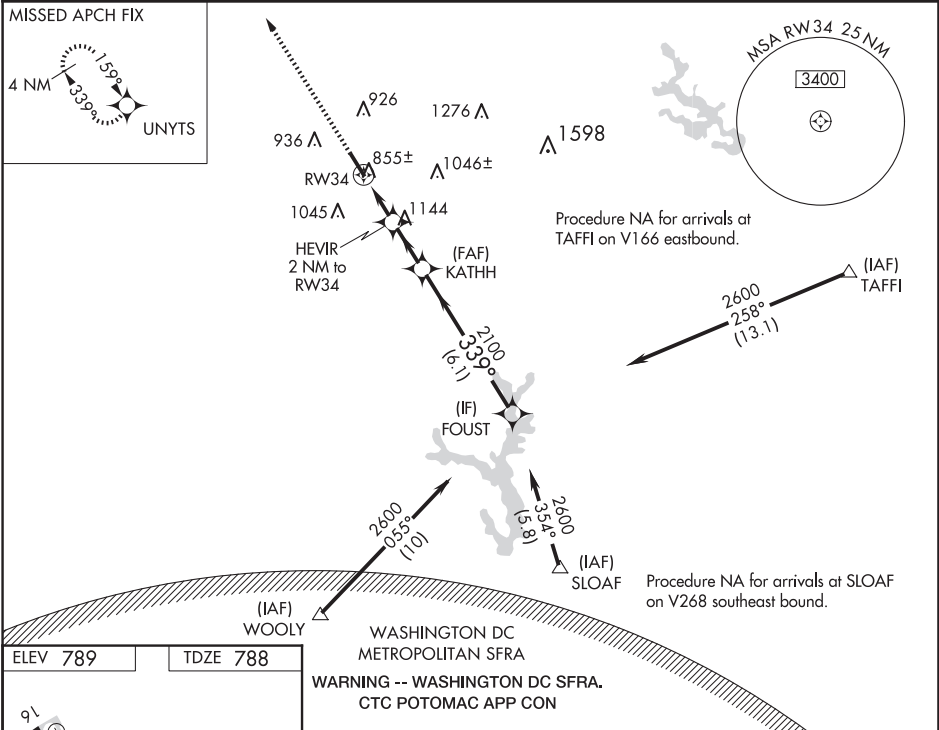 MISSED APCH FIX
4 NM
159°
339°
UNYTS
MSA RW34 25 NM
3400
926
1276
936
1598
855±
1046±
RW34
1045
1144
HEVIR
2 NM to
RW34
(FAF)
KATHH
Procedure NA for arrivals at
TAFFI on V166 eastbound.
(IAF)
TAFFI
2600
258°
(13.1)
2100
339°
(6.1)
(IF)
FOUST
2600
055°
(10)
2600
354°
(5.8)
(IAF)
SLOAF
Procedure NA for arrivals at SLOAF
on V268 southeast bound.
(IAF)
WOOLY
WASHINGTON DC
METROPOLITAN SFRA
WARNING -- WASHINGTON DC SFRA.
CTC POTOMAC APP CON
ELEV 789
TDZE 788
16